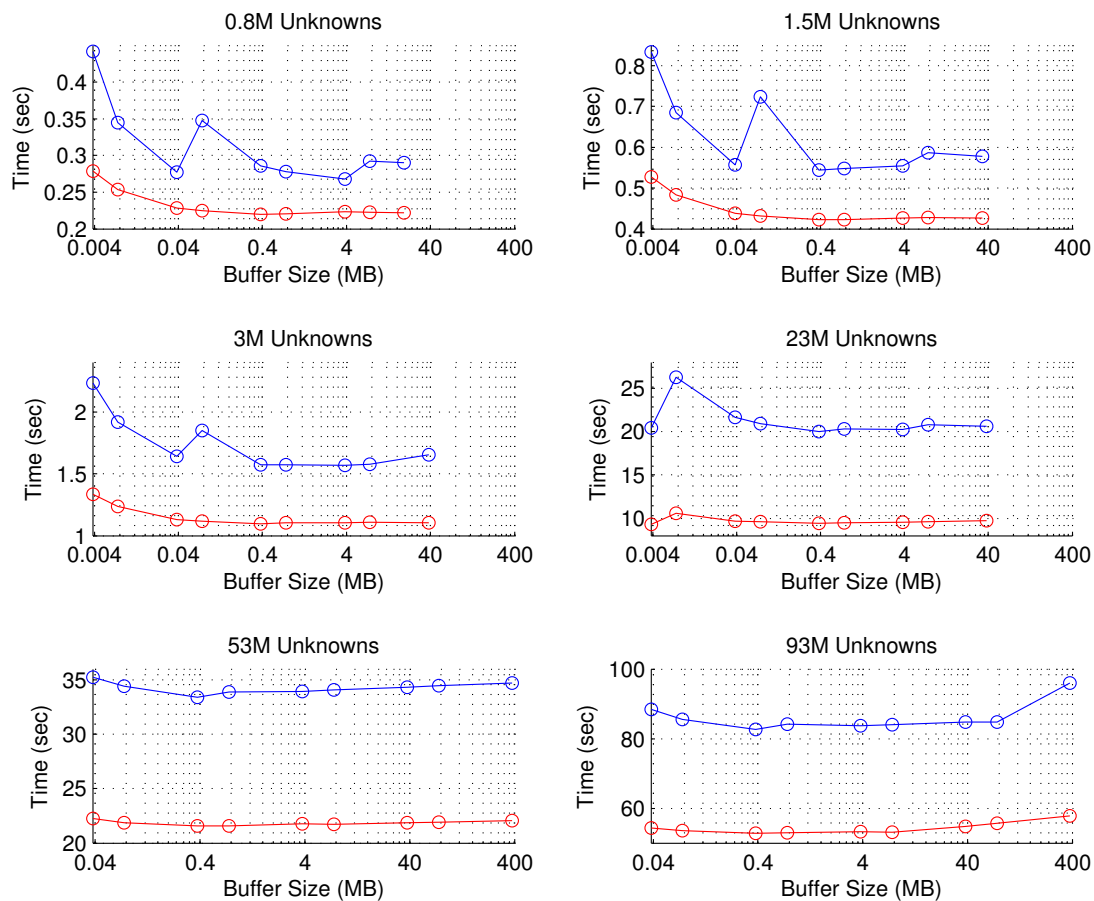 0.8M Unknowns
Time (sec)
0.4
0.35
0.3
0.25
0.2
0.004 0.04 0.4 4 40 400
Buffer Size (MB)
1.5M Unknowns
Time (sec)
0.8
0.7
0.6
0.5
0.4
0.004 0.04 0.4 4 40 400
Buffer Size (MB)
3M Unknowns
Time (sec)
2
1.5
1
0.004 0.04 0.4 4 40 400
Buffer Size (MB)
23M Unknowns
Time (sec)
25
20
15
10
0.004 0.04 0.4 4 40 400
Buffer Size (MB)
53M Unknowns
Time (sec)
35
30
25
20
0.04 0.4 4 40 400
Buffer Size (MB)
93M Unknowns
Time (sec)
100
80
60
0.04 0.4 4 40 400
Buffer Size (MB)